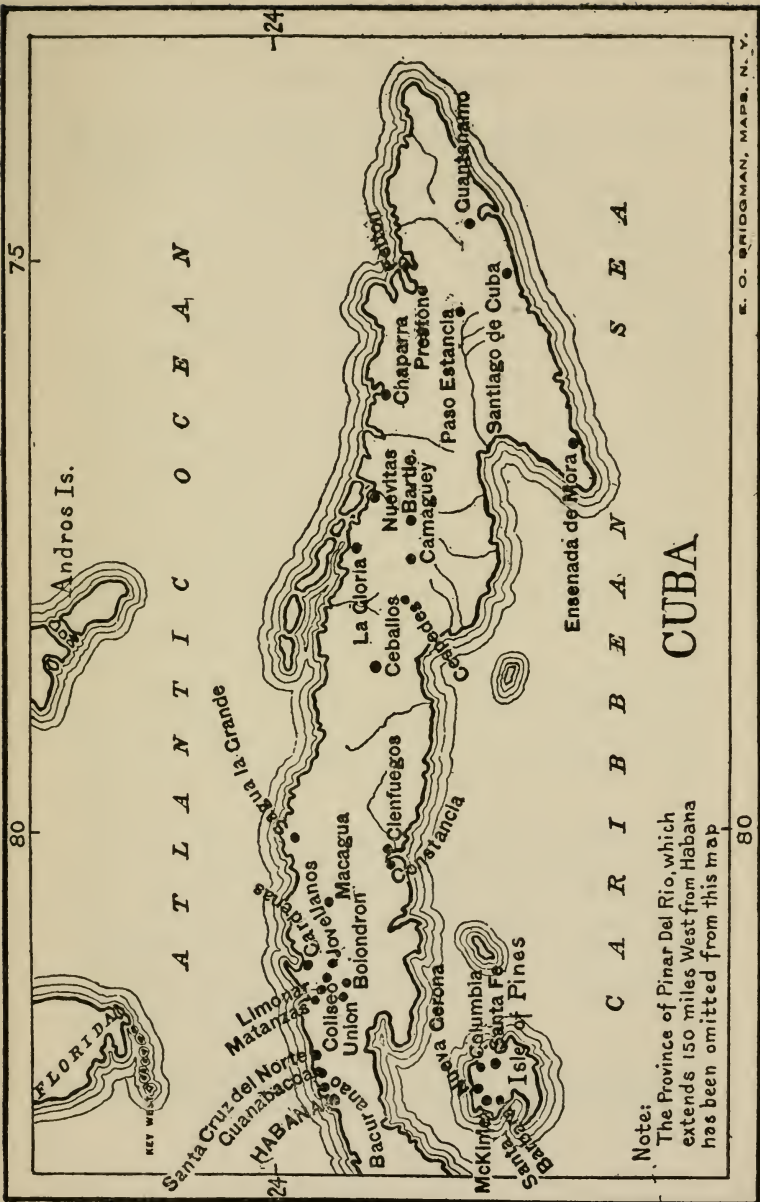 80
75
FLORIDA
KEY WEST
Andros Is.
ATLANTIC OCEAN
24
24
Santa Cruz del Norte
Guanabacoa
HABANA
Bacuranao
Limonar
Matanzas
Coliseo
Union
Cardenas
Jovellanos
Bolondron
Macagua
Sagua la Grande
Cienfuegos
Constancia
La Gloria
Ceballos
Cespedes
Nuevitas
Bartle.
Camaguey
Chaparra
Preston
Felton
Paso Estancia
Santiago de Cuba
Guantanamo
Ensenada de Mora
Nueva Gerona
Columbia
Santa Fe
Isle of Pines
McKinley
Santa
Barbara
CARIBBEAN SEA
CUBA
Note:
The Province of Pinar Del Rio, which
extends 150 miles West from Habana
has been omitted from this map
80
E. O. BRIDGMAN, MAPS, N. Y.